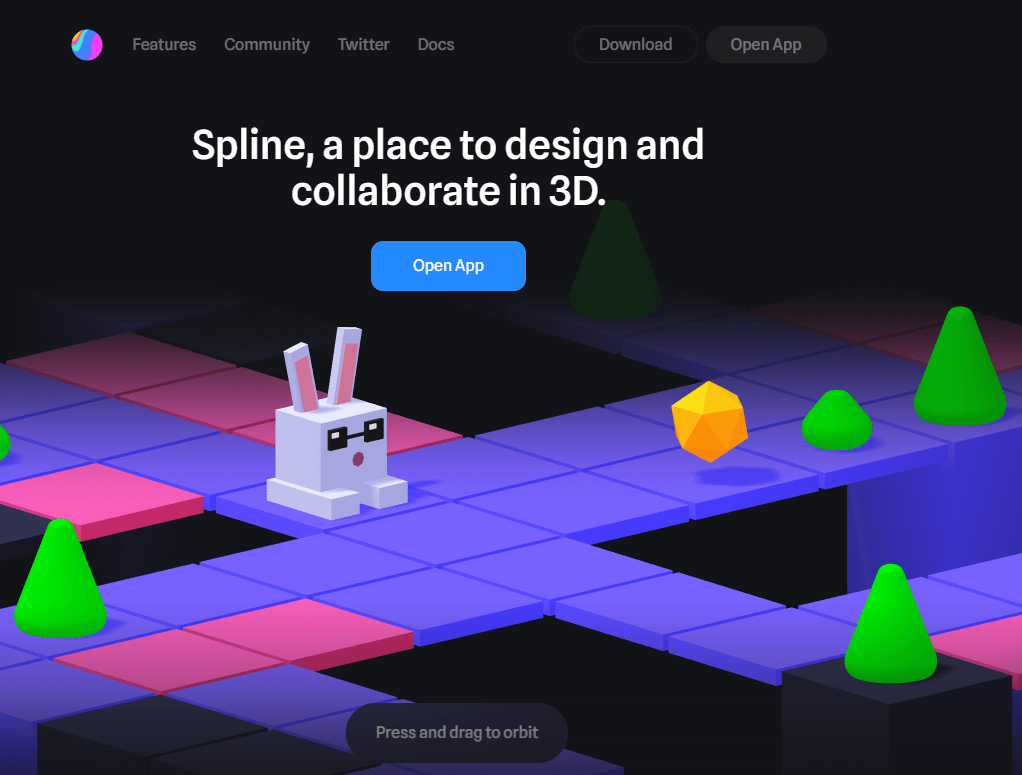 Features Community Twitter Docs Download Open App
Spline, a place to design and
collaborate in 3D.
Open App
Press and drag to orbit